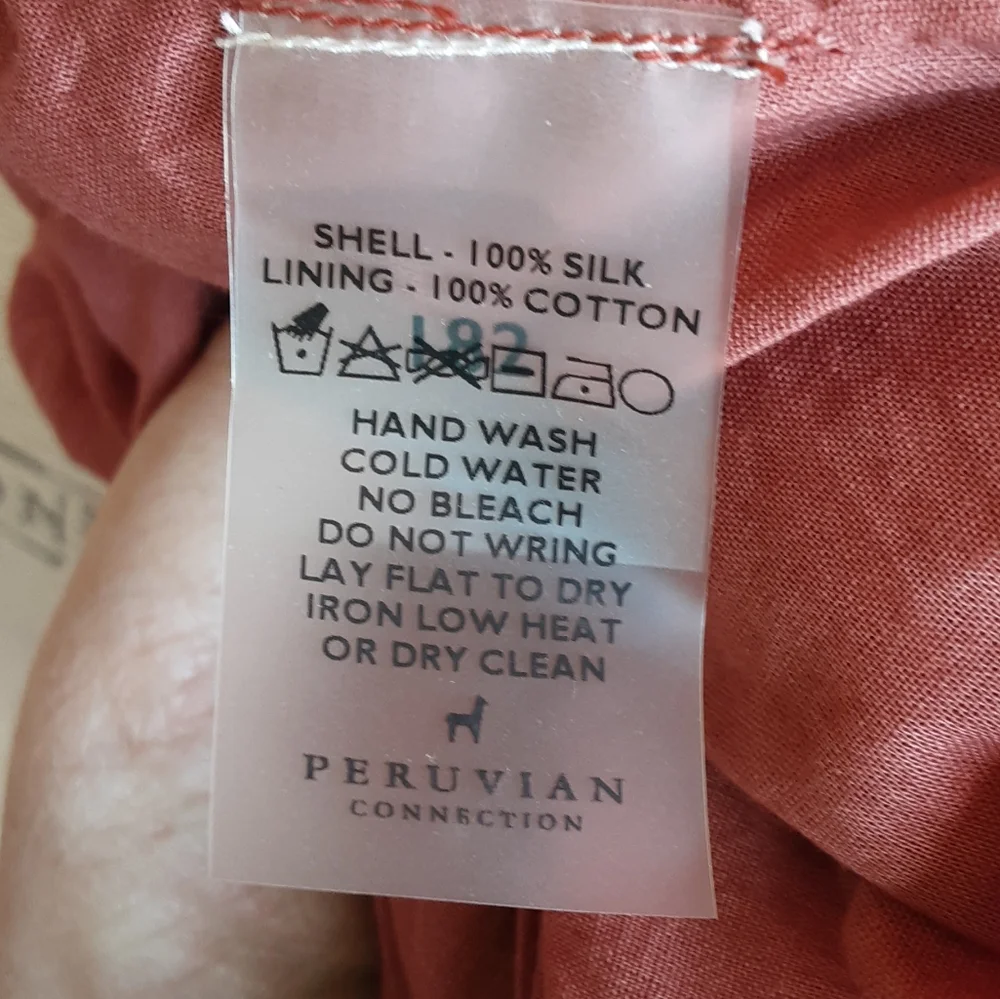 SHELL - 100% SILK
LINING - 100% COTTON
HAND WASH
COLD WATER
NO BLEACH
DO NOT WRING
LAY FLAT TO DRY
IRON LOW HEAT
OR DRY CLEAN
PERUVIAN
CONNECTION